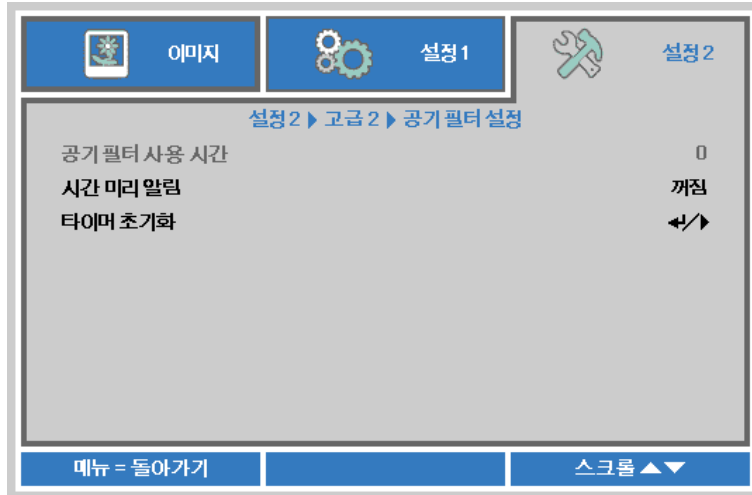 이미지 설정 1 설정 2
설정 2 ▶ 고급 2 ▶ 공기 필터 설정
공기 필터 사용 시간 0
시간 미리 알림 꺼짐
타이머 초기화 ↵/▶
메뉴 = 돌아가기 스크롤 ▲▼